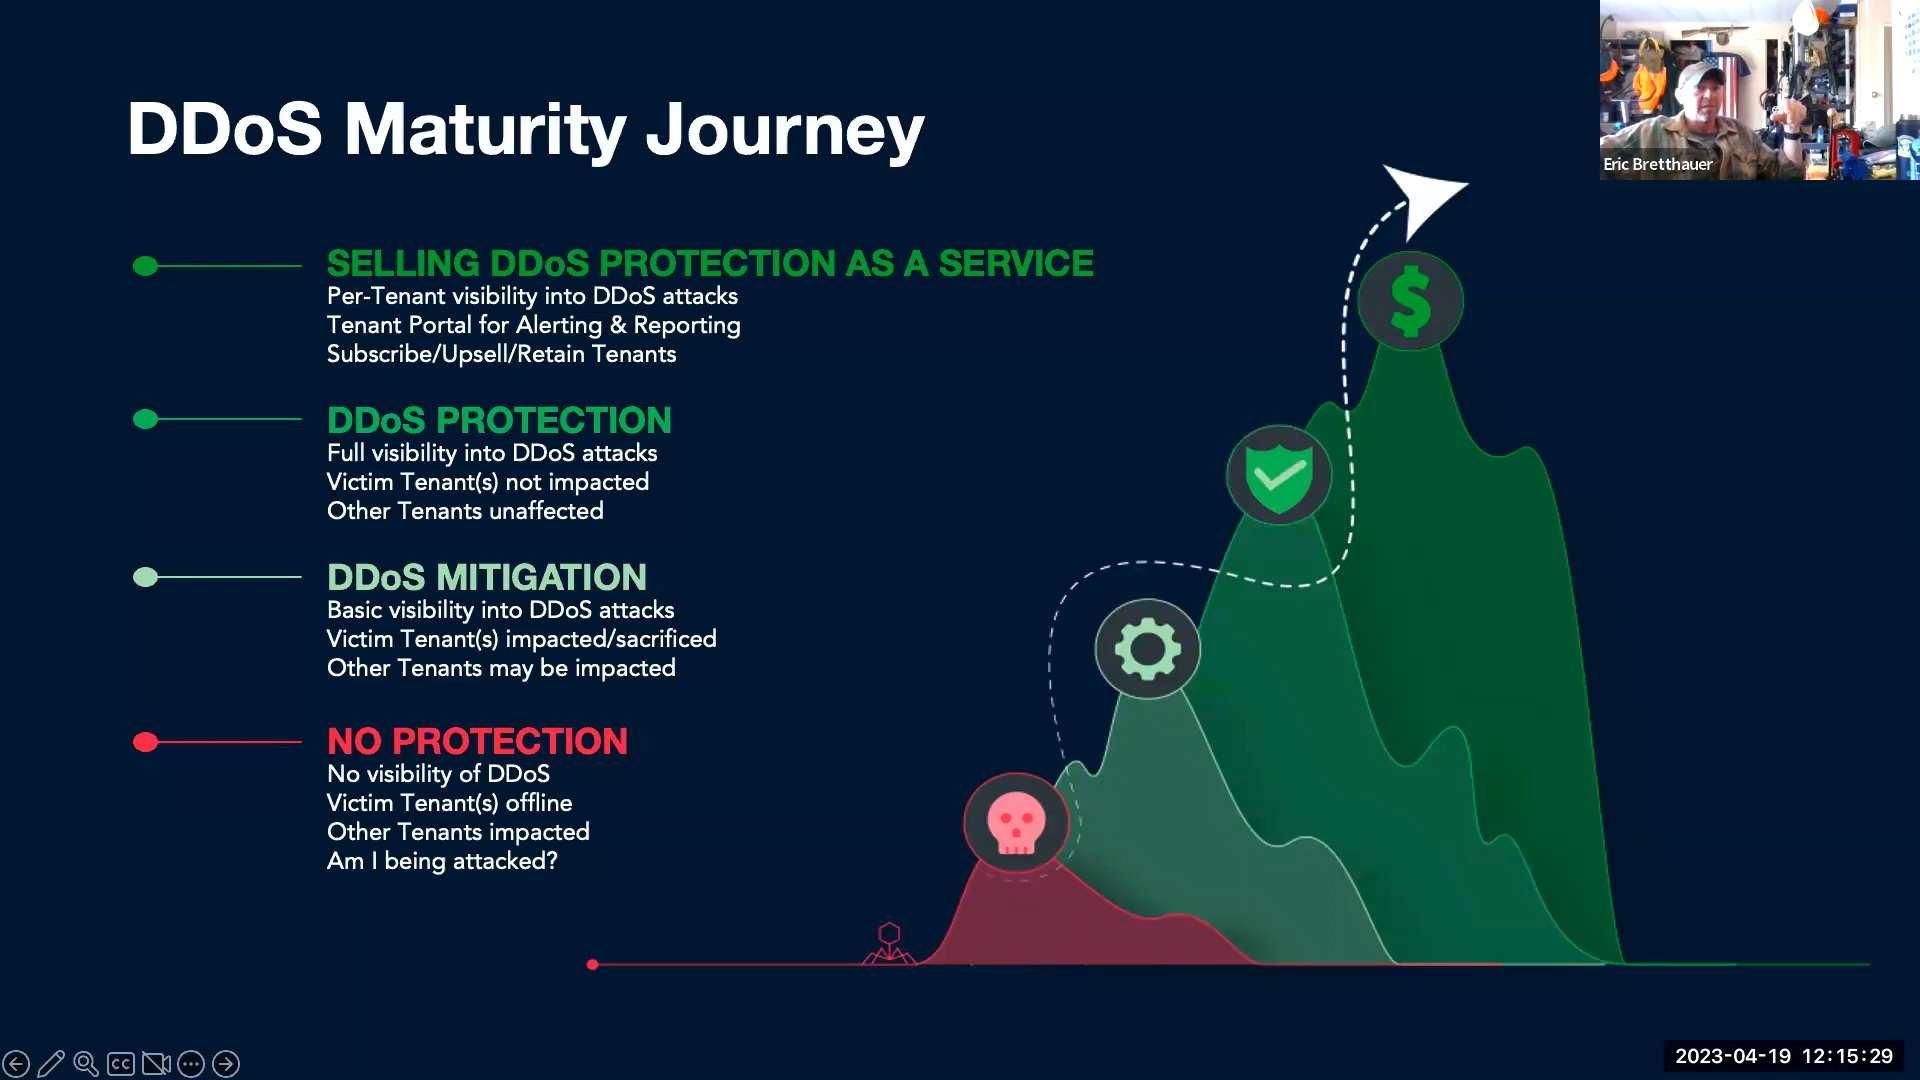 DDoS Maturity Journey
SELLING DDoS PROTECTION AS A SERVICE
Per-Tenant visibility into DDoS attacks
Tenant Portal for Alerting & Reporting
Subscribe/Upsell/Retain Tenants
DDoS PROTECTION
Full visibility into DDoS attacks
Victim Tenant(s) not impacted
Other Tenants unaffected
DDoS MITIGATION
Basic visibility into DDoS attacks
Victim Tenant(s) impacted/sacrificed
Other Tenants may be impacted
NO PROTECTION
No visibility of DDoS
Victim Tenant(s) offline
Other Tenants impacted
Am I being attacked?
$
Eric Bretthauer
CC
2023-04-19 12:15:29